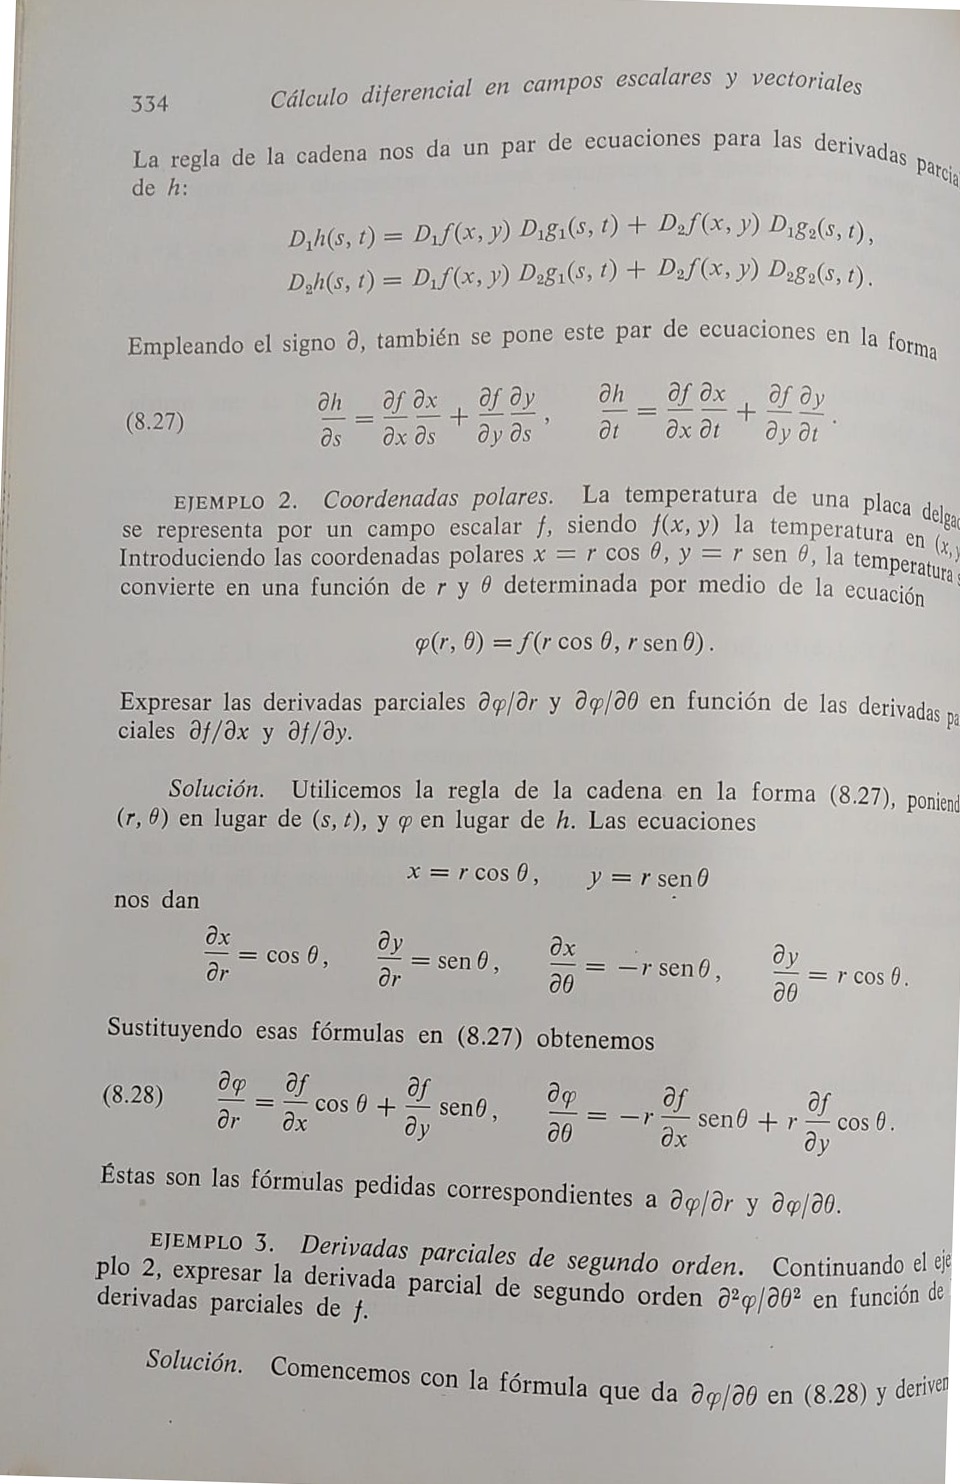 334 Cálculo diferencial en campos escalares y vectoriales
La regla de la cadena nos da un par de ecuaciones para las derivadas parcia
de h:
D₁h(s, t) = D₁f(x, y) D₁g₁(s, t) + D₂f(x, y) D₁g₂(s, t),
D₂h(s, t) = D₁f(x, y) D₂g₁(s, t) + D₂f(x, y) D₂g₂(s, t).
Empleando el signo ∂, también se pone este par de ecuaciones en la forma
(8.27) ∂h/∂s = ∂f/∂x ∂x/∂s + ∂f/∂y ∂y/∂s, ∂h/∂t = ∂f/∂x ∂x/∂t + ∂f/∂y ∂y/∂t.
EJEMPLO 2. Coordenadas polares. La temperatura de una placa delgad
se representa por un campo escalar f, siendo f(x, y) la temperatura en (x, y
Introduciendo las coordenadas polares x = r cos θ, y = r sen θ, la temperatura s
convierte en una función de r y θ determinada por medio de la ecuación
φ(r, θ) = f(r cos θ, r sen θ).
Expresar las derivadas parciales ∂φ/∂r y ∂φ/∂θ en función de las derivadas pa
ciales ∂f/∂x y ∂f/∂y.
Solución. Utilicemos la regla de la cadena en la forma (8.27), poniend
(r, θ) en lugar de (s, t), y φ en lugar de h. Las ecuaciones
x = r cos θ, y = r sen θ
nos dan
∂x/∂r = cos θ, ∂y/∂r = sen θ, ∂x/∂θ = −r sen θ, ∂y/∂θ = r cos θ.
Sustituyendo esas fórmulas en (8.27) obtenemos
(8.28) ∂φ/∂r = ∂f/∂x cos θ + ∂f/∂y senθ, ∂φ/∂θ = −r ∂f/∂x senθ + r ∂f/∂y cos θ.
Éstas son las fórmulas pedidas correspondientes a ∂φ/∂r y ∂φ/∂θ.
EJEMPLO 3. Derivadas parciales de segundo orden. Continuando el eje
plo 2, expresar la derivada parcial de segundo orden ∂²φ/∂θ² en función de
derivadas parciales de f.
Solución. Comencemos con la fórmula que da ∂φ/∂θ en (8.28) y deriven